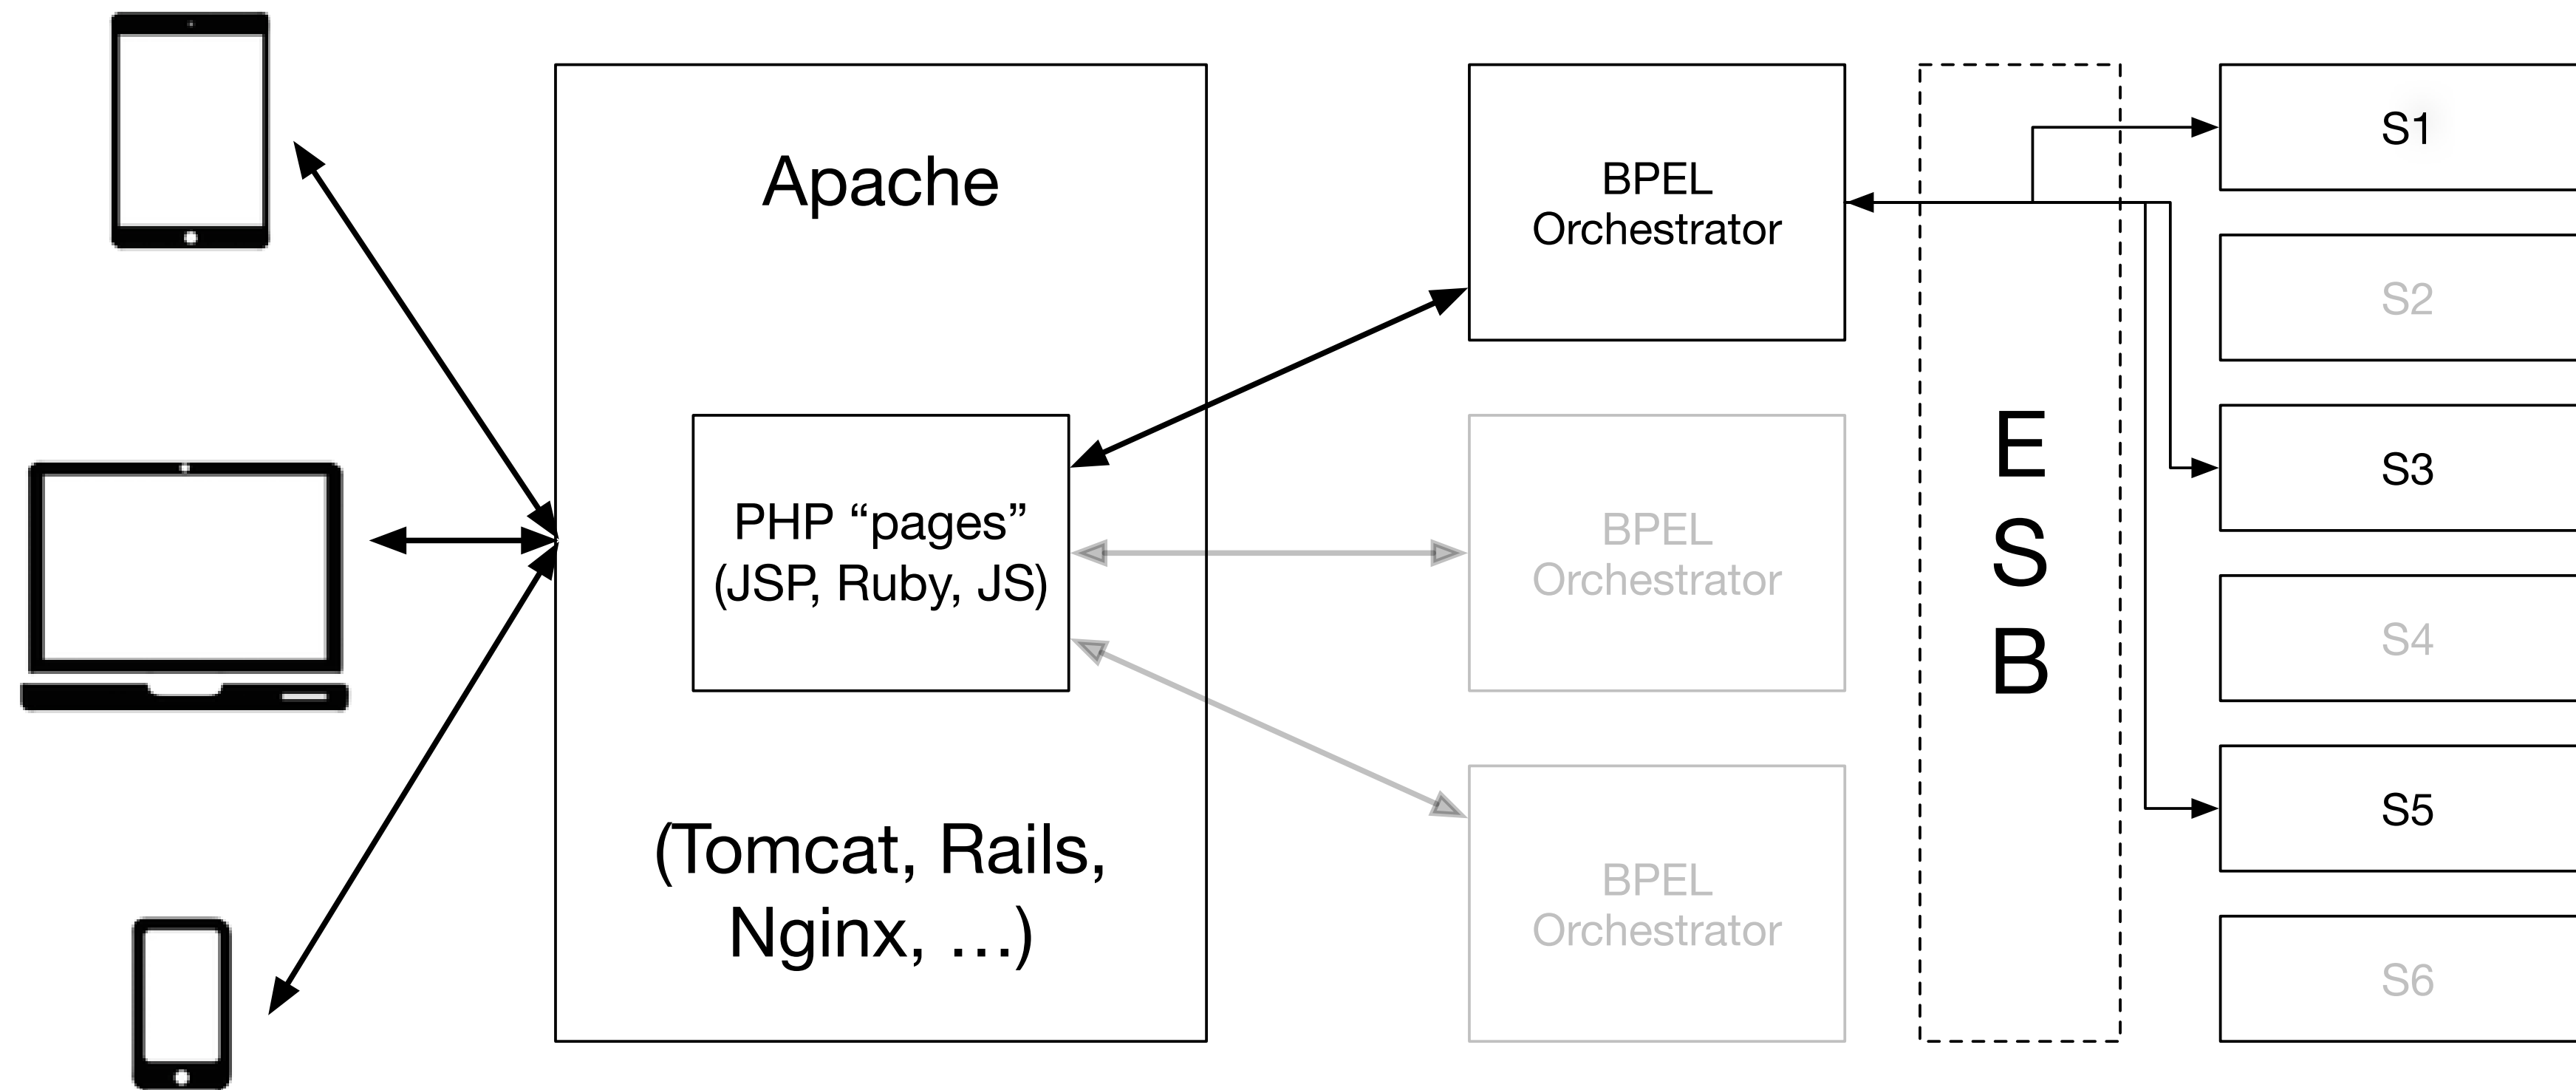 Apache
PHP “pages”
(JSP, Ruby, JS)
(Tomcat, Rails,
Nginx, …)
BPEL
Orchestrator
BPEL
Orchestrator
BPEL
Orchestrator
E
S
B
S1
S2
S3
S4
S5
S6